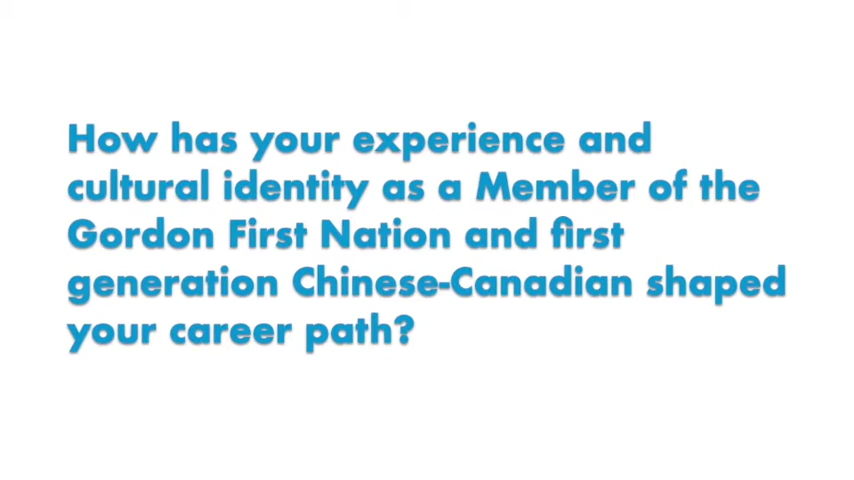 How has your experience and
cultural identity as a Member of the
Gordon First Nation and first
generation Chinese-Canadian shaped
your career path?